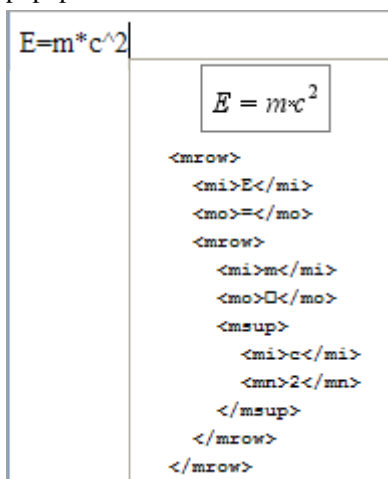 E=m*c^2
E = m·c²
<mrow>
<mi>E</mi>
<mo>=</mo>
<mrow>
<mi>m</mi>
<mo>□</mo>
<msup>
<mi>c</mi>
<mn>2</mn>
</msup>
</mrow>
</mrow>